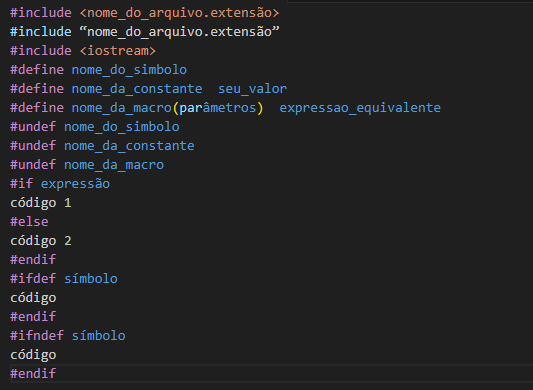 #include <nome_do_arquivo.extensão>
#include “nome_do_arquivo.extensão”
#include <iostream>
#define nome_do_simbolo
#define nome_da_constante  seu_valor
#define nome_da_macro(parâmetros)  expressao_equivalente
#undef nome_do_simbolo
#undef nome_da_constante
#undef nome_da_macro
#if expressão
código 1
#else
código 2
#endif
#ifdef símbolo
código
#endif
#ifndef símbolo
código
#endif